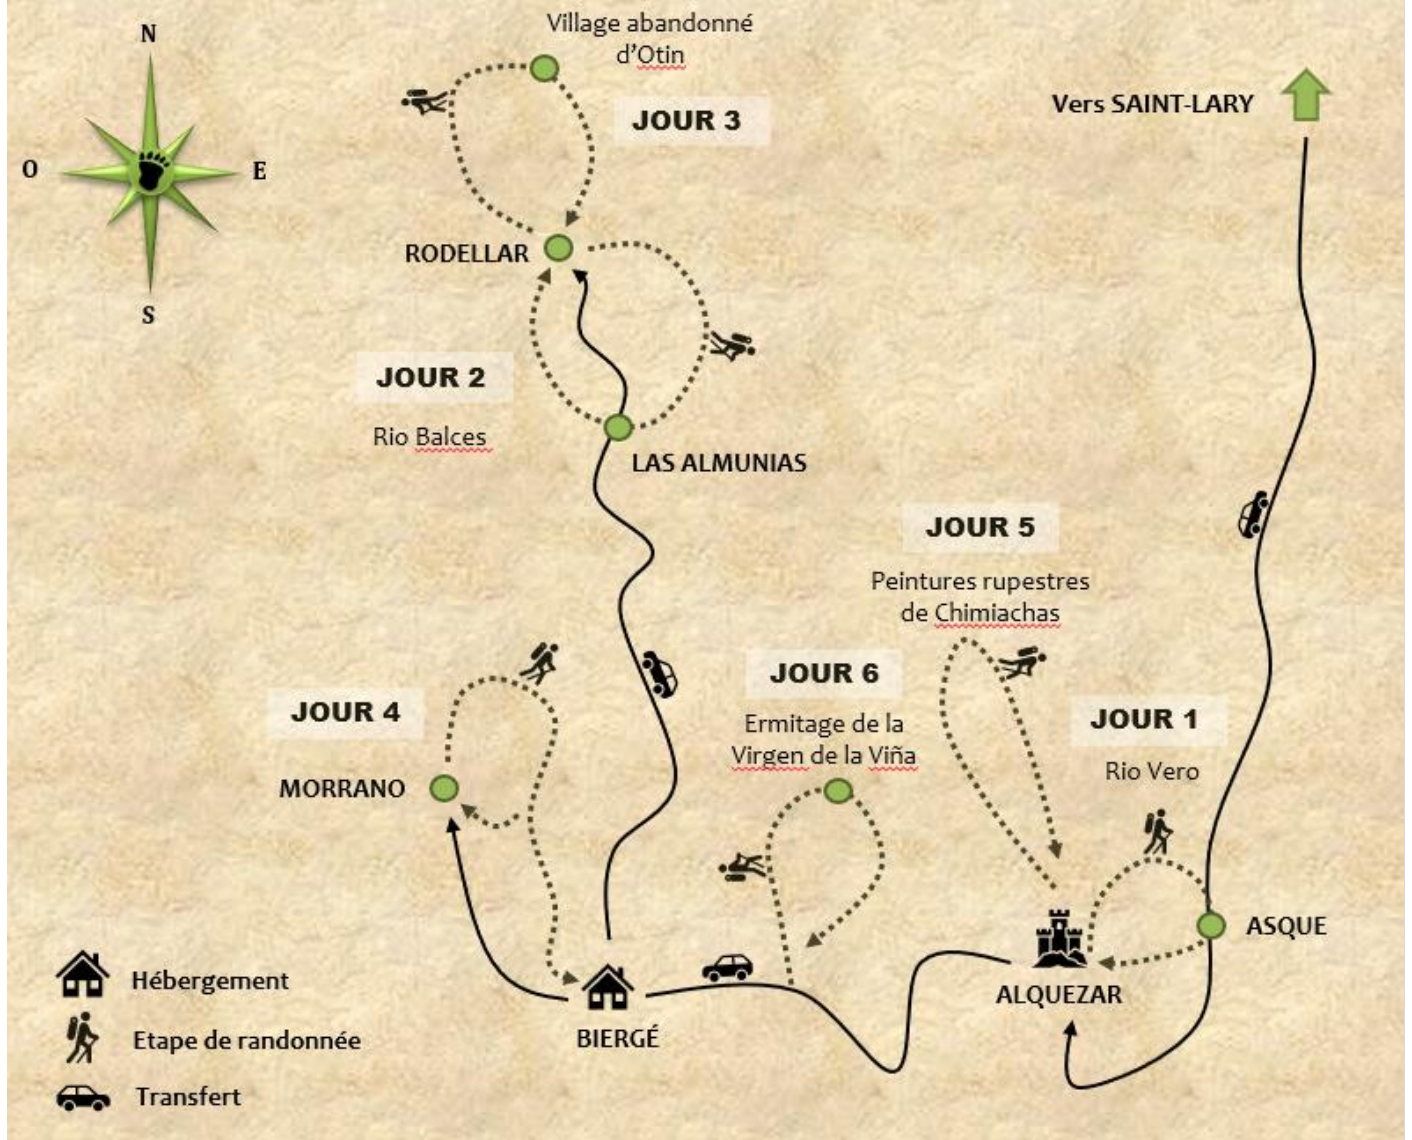 N
O
E
S
Village abandonné
d’Otin
JOUR 3
Vers SAINT-LARY
RODELLAR
JOUR 2
Rio Balces
LAS ALMUNIAS
JOUR 5
Peintures rupestres
de Chimiachas
JOUR 6
Ermitage de la
Virgen de la Viña
JOUR 4
MORRANO
JOUR 1
Rio Vero
ASQUE
ALQUEZAR
BIERGÉ
Hébergement
Etape de randonnée
Transfert